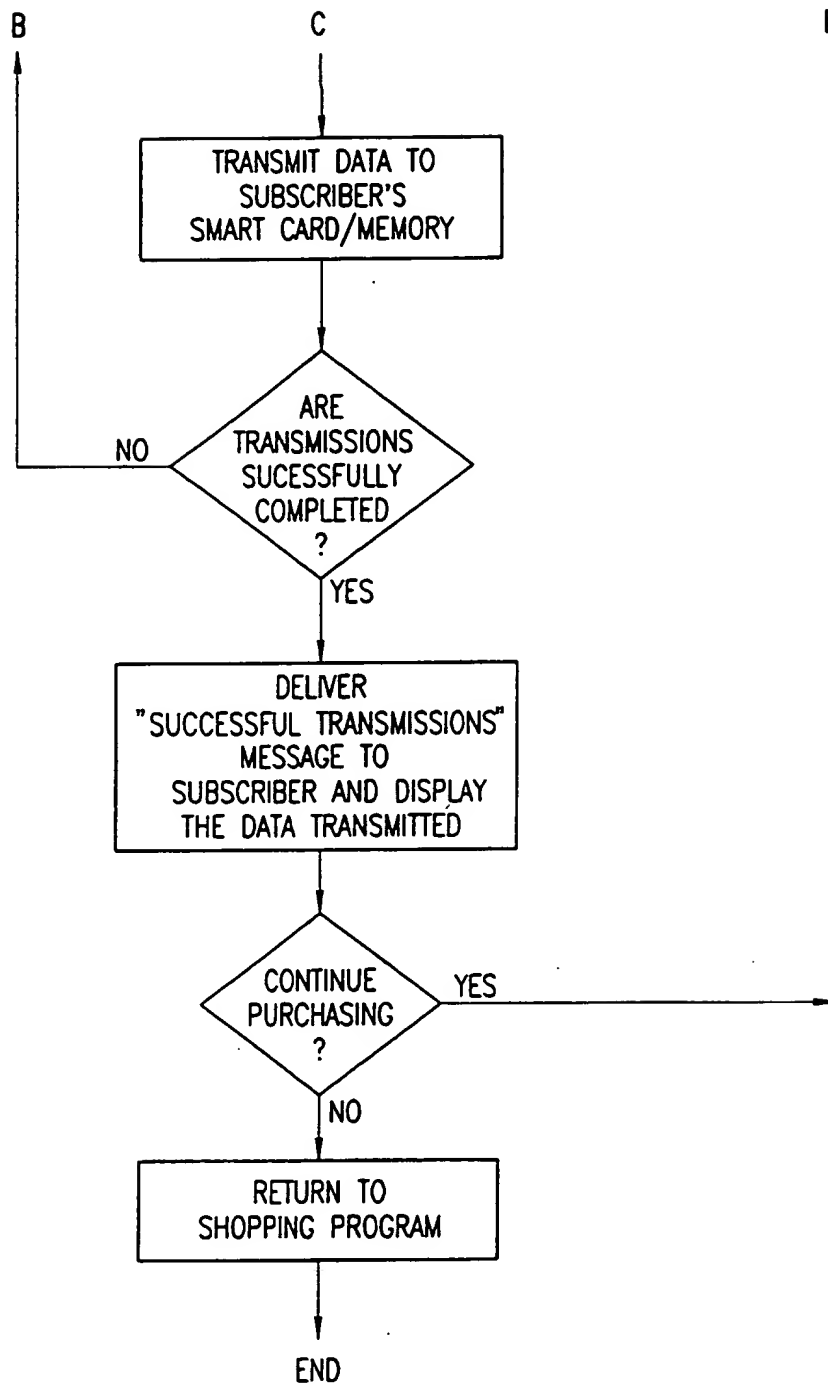 B
C
TRANSMIT DATA TO
SUBSCRIBER'S
SMART CARD/MEMORY
ARE
TRANSMISSIONS
SUCESSFULLY
COMPLETED
?
NO
YES
DELIVER
"SUCCESSFUL TRANSMISSIONS"
MESSAGE TO
SUBSCRIBER AND DISPLAY
THE DATA TRANSMITTED
CONTINUE
PURCHASING
?
YES
NO
RETURN TO
SHOPPING PROGRAM
END